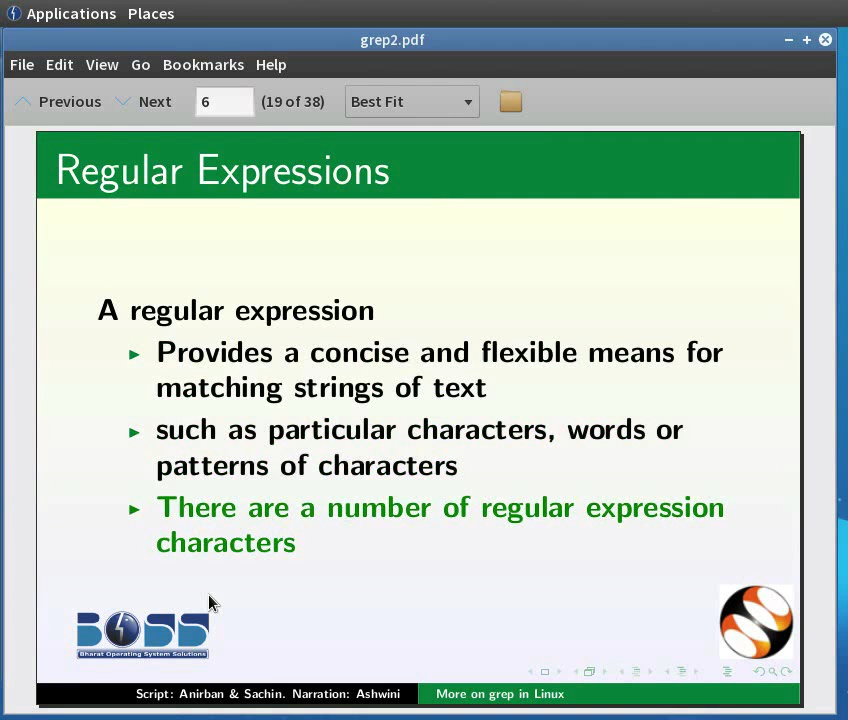 Applications Places
grep2.pdf
File Edit View Go Bookmarks Help
Previous Next 6 (19 of 38) Best Fit
Regular Expressions
A regular expression
Provides a concise and flexible means for
matching strings of text
such as particular characters, words or
patterns of characters
There are a number of regular expression
characters
BOSS
Bharat Operating System Solutions
Script: Anirban & Sachin. Narration: Ashwini More on grep in Linux